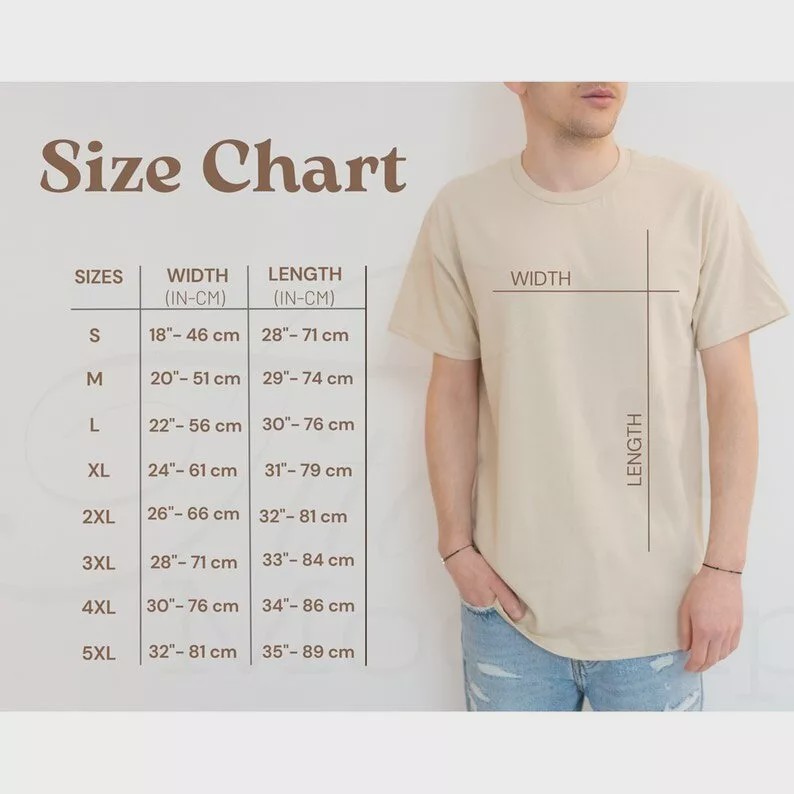 Size Chart
SIZES WIDTH LENGTH
(IN-CM) (IN-CM)
S 18"- 46 cm 28"- 71 cm
M 20"- 51 cm 29"- 74 cm
L 22"- 56 cm 30"- 76 cm
XL 24"- 61 cm 31"- 79 cm
2XL 26"- 66 cm 32"- 81 cm
3XL 28"- 71 cm 33"- 84 cm
4XL 30"- 76 cm 34"- 86 cm
5XL 32"- 81 cm 35"- 89 cm
WIDTH
LENGTH